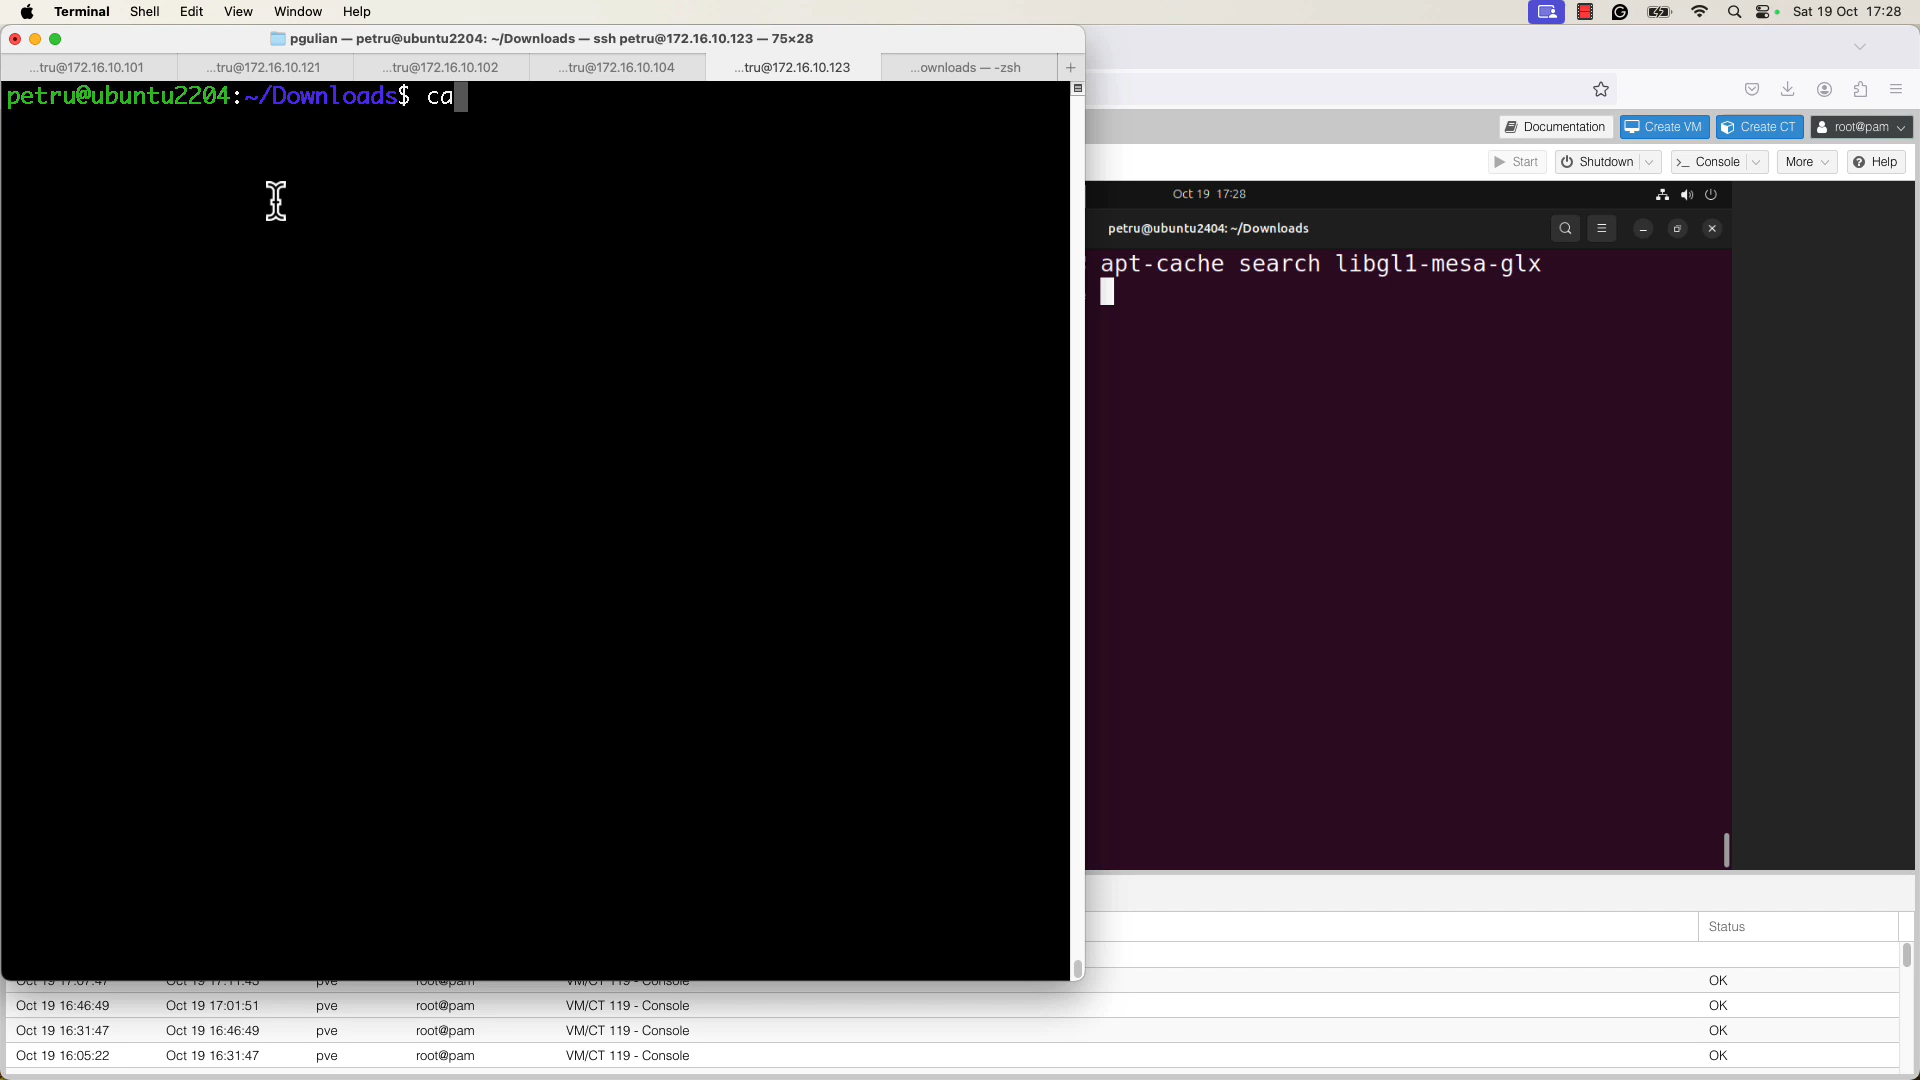 Terminal Shell Edit View Window Help Sat 19 Oct 17:28
pgulian — petru@ubuntu2204: ~/Downloads — ssh petru@172.16.10.123 — 75×28
...tru@172.16.10.101 ...tru@172.16.10.121 ...tru@172.16.10.102 ...tru@172.16.10.104 ...tru@172.16.10.123 ...ownloads — -zsh
petru@ubuntu2204:~/Downloads$ ca
Documentation Create VM Create CT root@pam
Start Shutdown Console More Help
Oct 19 17:28
petru@ubuntu2404: ~/Downloads
apt-cache search libgl1-mesa-glx
Status
Oct 19 17:07:47 Oct 19 17:11:43 pve root@pam VM/CT 119 - Console OK
Oct 19 16:46:49 Oct 19 17:01:51 pve root@pam VM/CT 119 - Console OK
Oct 19 16:31:47 Oct 19 16:46:49 pve root@pam VM/CT 119 - Console OK
Oct 19 16:05:22 Oct 19 16:31:47 pve root@pam VM/CT 119 - Console OK